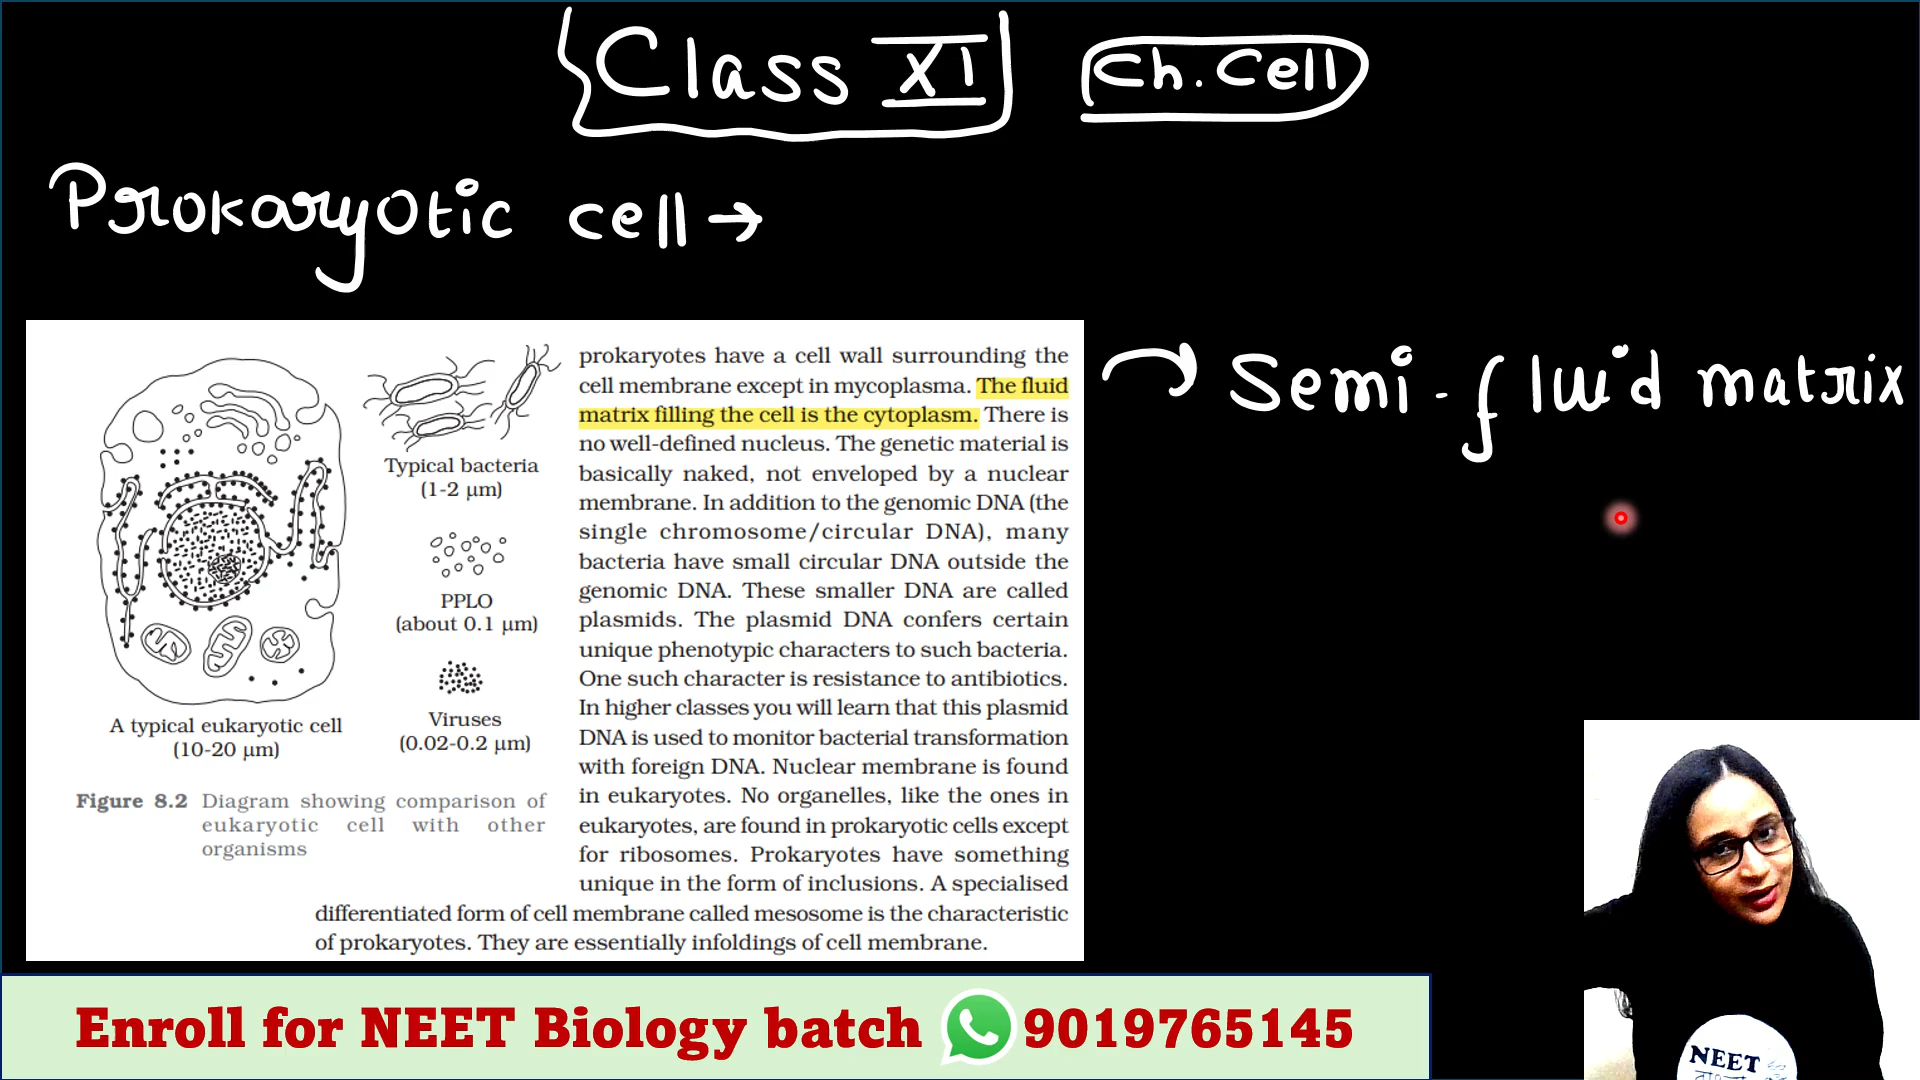 Class XI
Ch. Cell
Prokaryotic cell →
Semi-fluid matrix
prokaryotes have a cell wall surrounding the
cell membrane except in mycoplasma. The fluid
matrix filling the cell is the cytoplasm. There is
no well-defined nucleus. The genetic material is
basically naked, not enveloped by a nuclear
membrane. In addition to the genomic DNA (the
single chromosome/circular DNA), many
bacteria have small circular DNA outside the
genomic DNA. These smaller DNA are called
plasmids. The plasmid DNA confers certain
unique phenotypic characters to such bacteria.
One such character is resistance to antibiotics.
In higher classes you will learn that this plasmid
DNA is used to monitor bacterial transformation
with foreign DNA. Nuclear membrane is found
in eukaryotes. No organelles, like the ones in
eukaryotes, are found in prokaryotic cells except
for ribosomes. Prokaryotes have something
unique in the form of inclusions. A specialised
differentiated form of cell membrane called mesosome is the characteristic
of prokaryotes. They are essentially infoldings of cell membrane.
Typical bacteria
(1-2 µm)
PPLO
(about 0.1 µm)
Viruses
(0.02-0.2 µm)
A typical eukaryotic cell
(10-20 µm)
Figure 8.2 Diagram showing comparison of
eukaryotic cell with other
organisms
Enroll for NEET Biology batch 9019765145
NEET